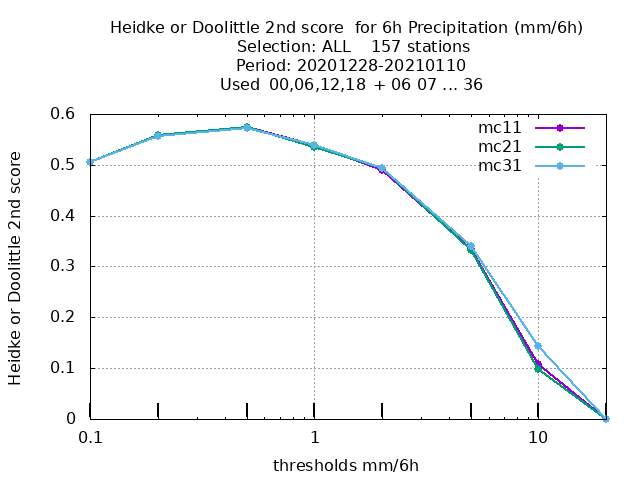 Heidke or Doolittle 2nd score  for 6h Precipitation (mm/6h)
Selection: ALL    157 stations
Period: 20201228-20210110
Used  00,06,12,18  + 06 07 ... 36
mc11
mc21
mc31
0.6
0.5
0.4
0.3
0.2
0.1
0
Heidke or Doolittle 2nd score
0.1
1
10
thresholds mm/6h